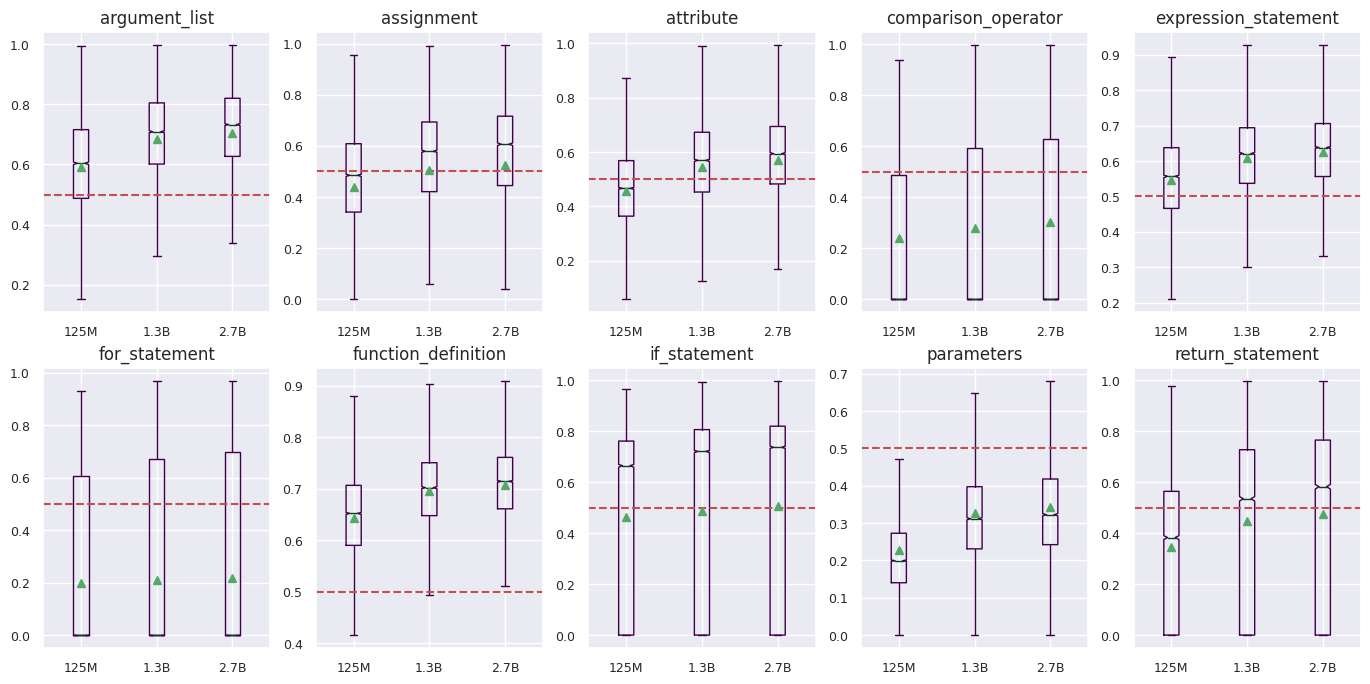 argument_list assignment attribute comparison_operator expression_statement
1.0 1.0 1.0 1.0 0.9
0.8 0.8 0.8 0.8 0.8
0.7
0.6 0.6 0.6 0.6 0.6
0.5
0.4 0.4 0.4 0.4 0.4
0.3
0.2 0.2 0.2 0.2 0.2
0.0 0.0
125M 1.3B 2.7B 125M 1.3B 2.7B 125M 1.3B 2.7B 125M 1.3B 2.7B 125M 1.3B 2.7B
for_statement function_definition if_statement parameters return_statement
1.0 0.9 1.0 0.7 1.0
0.8 0.8 0.8 0.6 0.8
0.6 0.7 0.6 0.5 0.6
0.4 0.6 0.4 0.4 0.4
0.3
0.2 0.5 0.2 0.2 0.2
0.1
0.0 0.4 0.0 0.0 0.0
125M 1.3B 2.7B 125M 1.3B 2.7B 125M 1.3B 2.7B 125M 1.3B 2.7B 125M 1.3B 2.7B